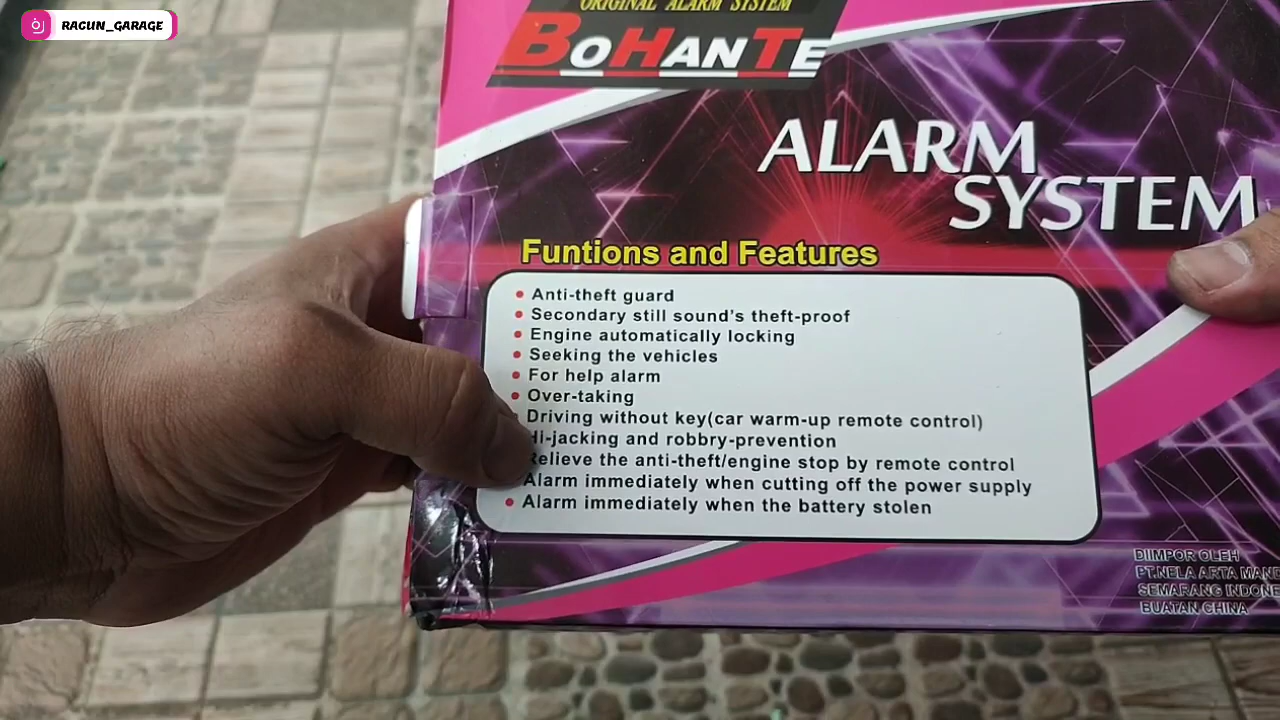 RACUN_GARAGE
ORIGINAL ALARM SYSTEM
BOHANTE
ALARM
SYSTEM
Funtions and Features
Anti-theft guard
Secondary still sound's theft-proof
Engine automatically locking
Seeking the vehicles
For help alarm
Over-taking
Driving without key(car warm-up remote control)
Hi-jacking and robbry-prevention
Relieve the anti-theft/engine stop by remote control
Alarm immediately when cutting off the power supply
Alarm immediately when the battery stolen
DIIMPOR OLEH
PT.NELA ARTA
SEMARANG
BUATAN CHINA